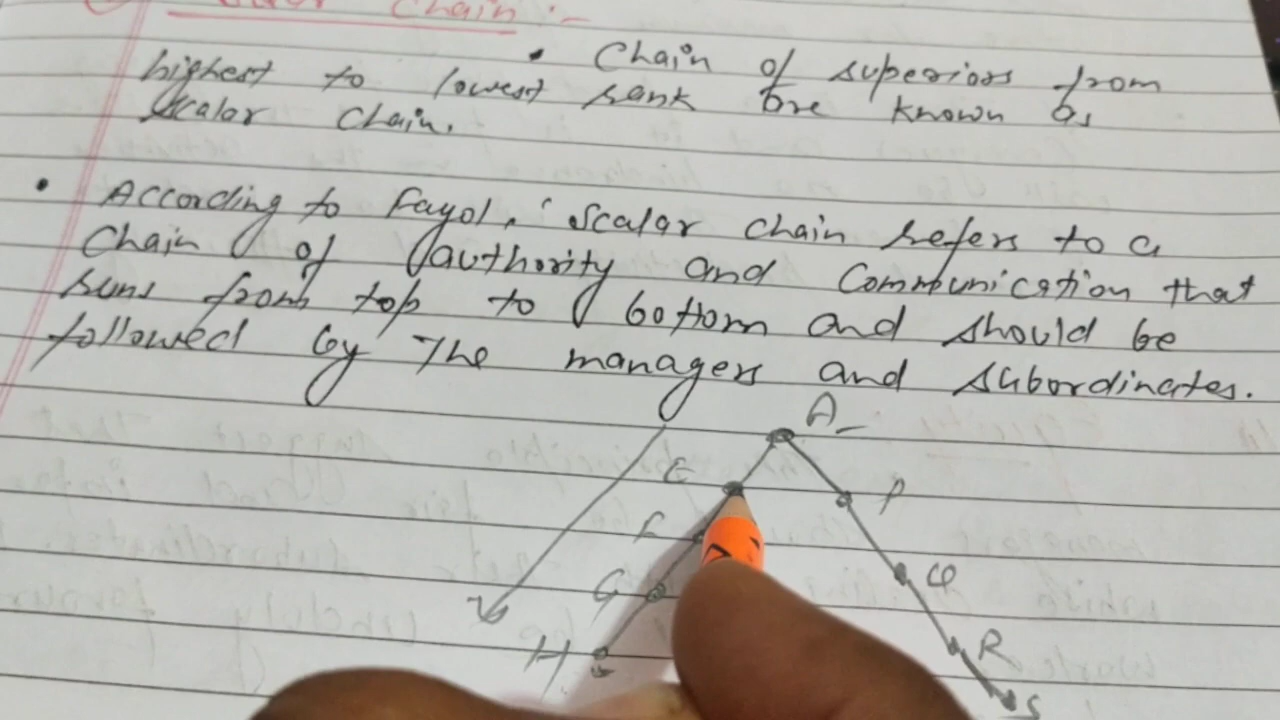 Chain :-
• Chain of superiors from
highest to lowest rank are known as
scalar chain.
• According to Fayol, 'Scalar chain refers to a
chain of authority and communication that
runs from top to bottom and should be
followed by The managers and subordinates.
A
E
P
F
G
Q
H
R
S